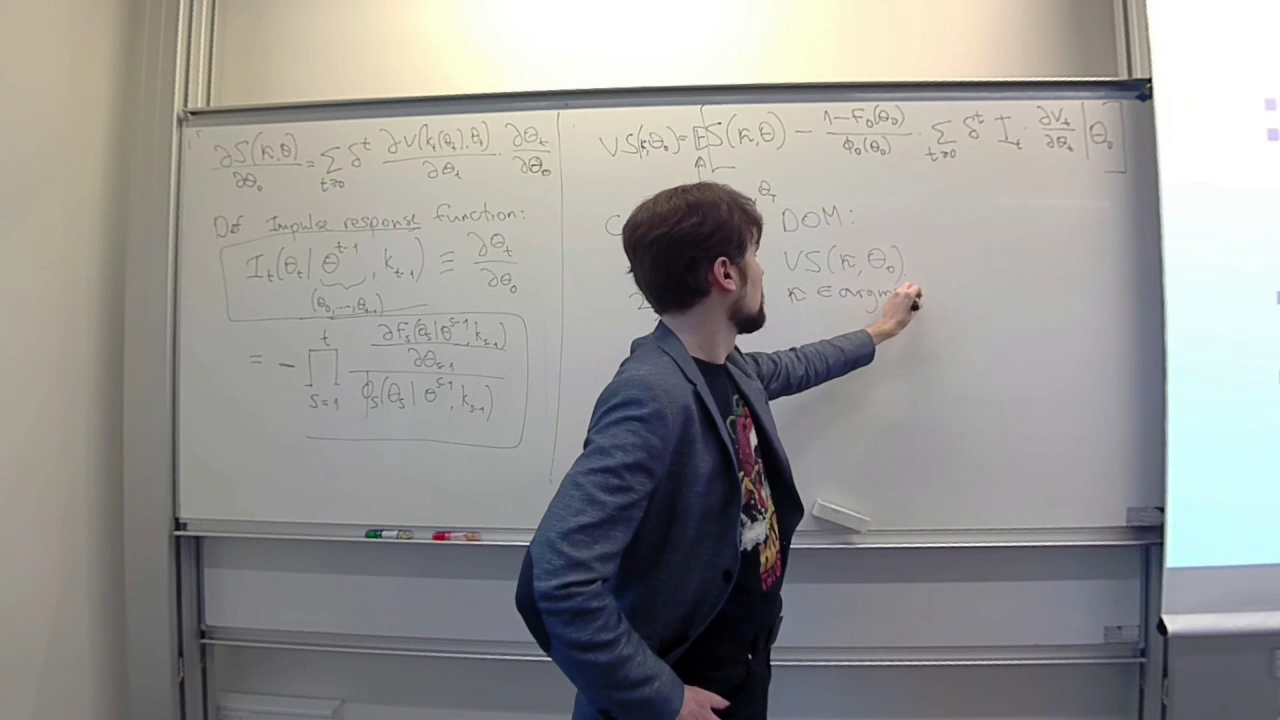 ∂S(κ,θ)/∂θ₀ = ∑_{t≥0} δ^t ∂V(k_t(θ_t),θ_t)/∂θ_t · ∂θ_t/∂θ₀
Def Impulse response function:
I_t(θ_t | θ^{t-1}, k_{t-1}) ≡ ∂θ_t/∂θ₀
(θ₀,...,θ_{t-1})
= - ∏_{s=1}^{t} (∂F_s(θ_s | θ^{s-1}, k_{s-1})/∂θ_{s-1}) / (ϕ_s(θ_s | θ^{s-1}, k_{s-1}))
VS(κ,θ₀) = E[S(κ,θ) - (1-F₀(θ₀))/ϕ₀(θ₀) · ∑_{t≥0} δ^t I_t · ∂V_t/∂θ_t | θ₀]
DOM:
VS(κ,θ₀)
κ ∈ argm